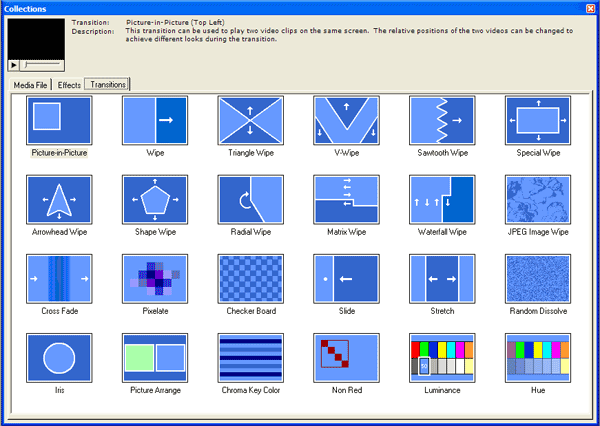 Collections
Transition: Picture-in-Picture (Top Left)
Description: This transition can be used to play two video clips on the same screen. The relative positions of the two videos can be changed to
achieve different looks during the transition.
Media File Effects Transitions
Picture-in-Picture Wipe Triangle Wipe V-Wipe Sawtooth Wipe Special Wipe
Arrowhead Wipe Shape Wipe Radial Wipe Matrix Wipe Waterfall Wipe JPEG Image Wipe
Cross Fade Pixelate Checker Board Slide Stretch Random Dissolve
Iris Picture Arrange Chroma Key Color Non Red Luminance Hue